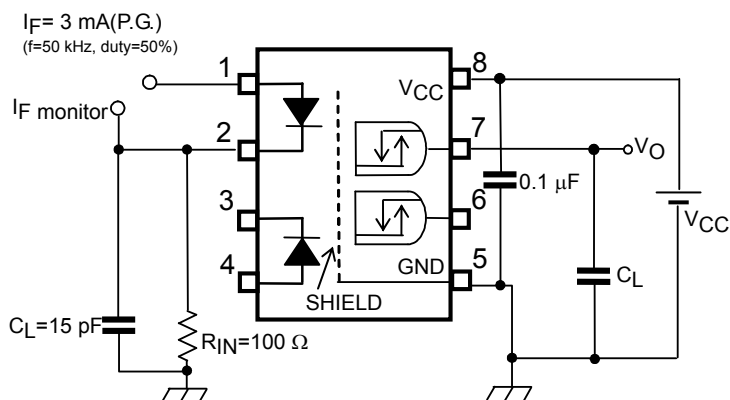 IF= 3 mA(P.G.)
(f=50 kHz, duty=50%)
1
8
VCC
IF monitor
2
7
VO
3
0.1 μF
6
VCC
4
GND
5
SHIELD
CL
CL=15 pF
RIN=100 Ω